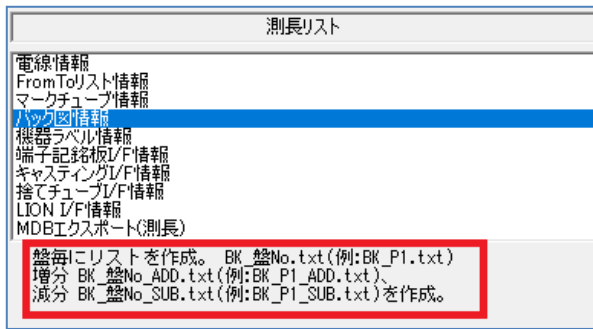 測長リスト
電線情報
FromToリスト情報
マークチューブ情報
バック図情報
機器ラベル情報
端子記銘板I/F情報
キャスティングI/F情報
捨てチューブI/F情報
LION I/F情報
MDBエクスポート(測長)
盤毎にリストを作成。 BK_盤No.txt(例:BK_P1.txt)
増分 BK_盤No_ADD.txt(例:BK_P1_ADD.txt)、
減分 BK_盤No_SUB.txt(例:BK_P1_SUB.txt)を作成。